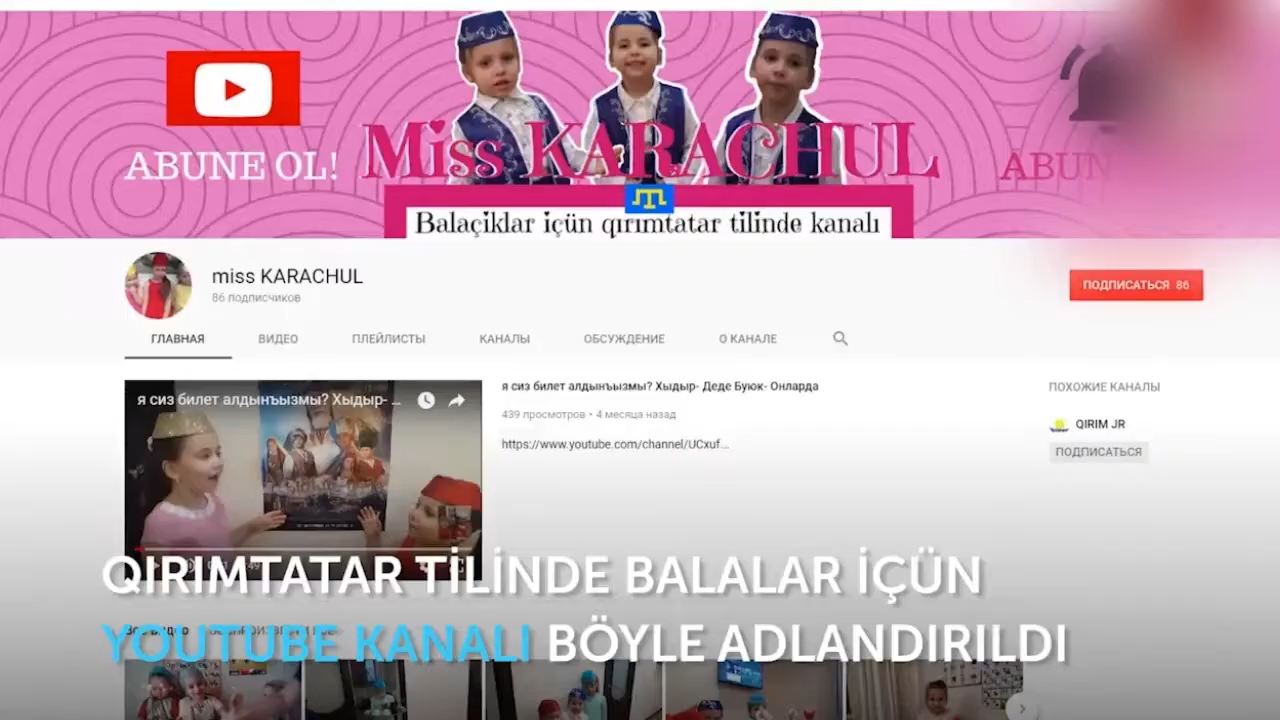 ABUNE OL!
Miss KARACHUL
ABUN
Balaçiklar içün qırımtatar tilinde kanalı
miss KARACHUL
86 подписчиков
ПОДПИСАТЬСЯ 86
ГЛАВНАЯ ВИДЕО ПЛЕЙЛИСТЫ КАНАЛЫ ОБСУЖДЕНИЕ О КАНАЛЕ
я сиз билет алдынъызмы? Хыдыр- ...
я сиз билет алдынъызмы? Хыдыр- Деде Буюк- Онларда
439 просмотров • 4 месяца назад
https://www.youtube.com/channel/UCxuf...
ПОХОЖИЕ КАНАЛЫ
QIRIM JR
ПОДПИСАТЬСЯ
QIRIMTATAR TİLİNDE BALALAR İÇÜN
YOUTUBE KANALI BÖYLE ADLANDIRILDI